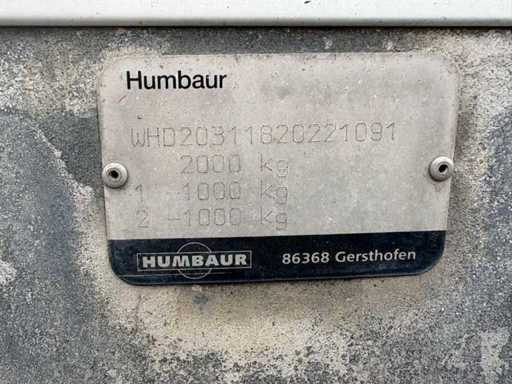 Humbaur
WHD20311820221091
2000 kg
1 -1000 kg
2 -1000 kg
HUMBAUR 86368 Gersthofen